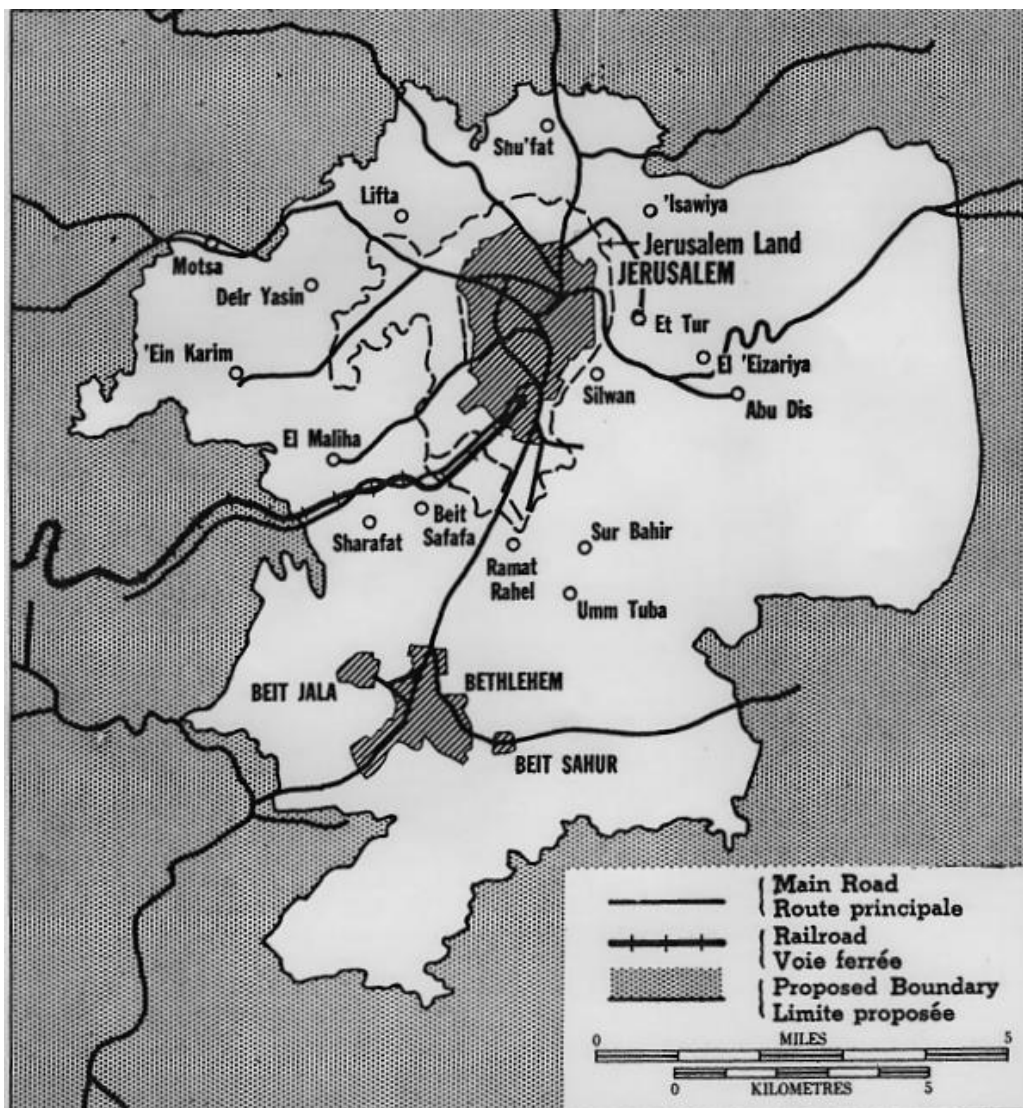 Shu'fat
Lifta
'Isawiya
Jerusalem Land
JERUSALEM
Motsa
Deir Yasin
Et Tur
'Ein Karim
El 'Eizariya
Silwan
Abu Dis
El Maliha
Beit
Safafa
Sharafat
Sur Bahir
Ramat
Rahel
Umm Tuba
BEIT JALA
BETHLEHEM
BEIT SAHUR
Main Road
Route principale
Railroad
Voie ferrée
Proposed Boundary
Limite proposée
0 MILES 5
0 KILOMETRES 5